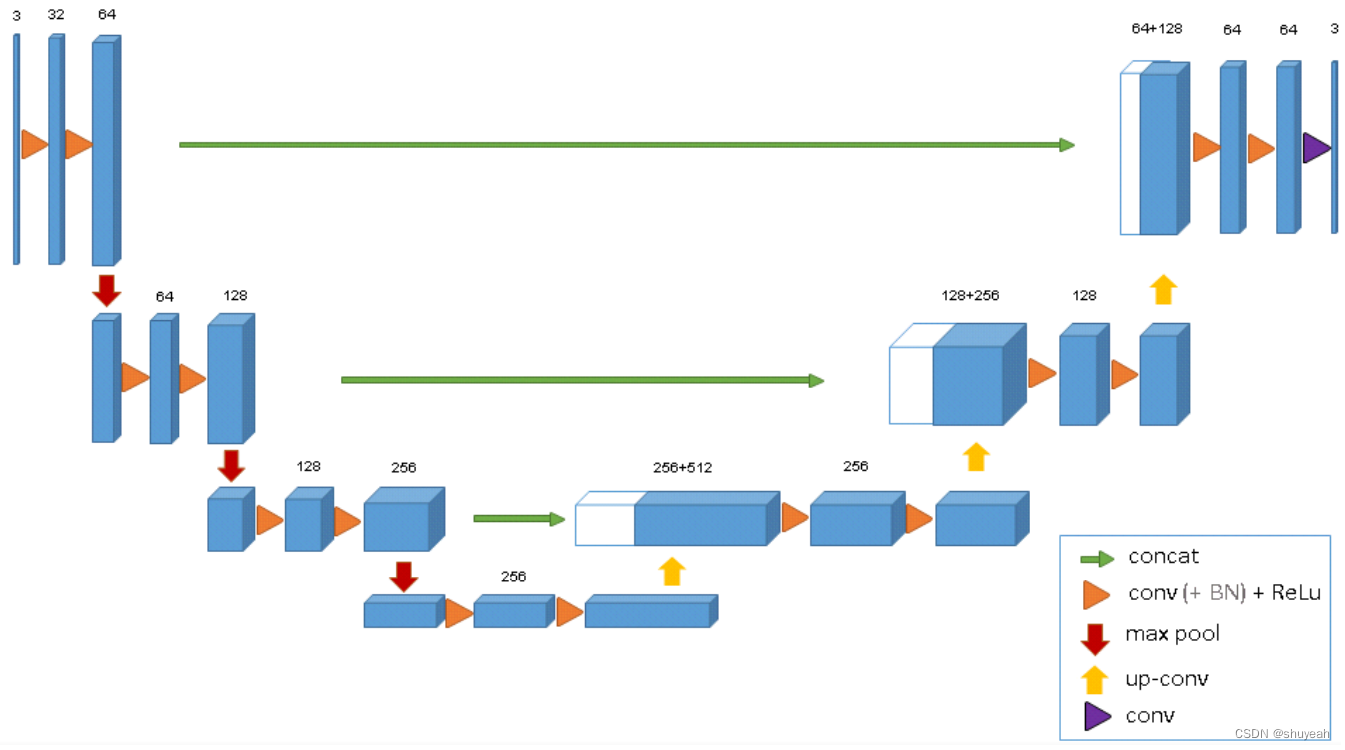 3 32 64
64+128 64 64 3
64 128
128+256 128
128 256
256+512 256
256
concat
conv (+ BN) + ReLu
max pool
up-conv
conv
CSDN @shuyeah